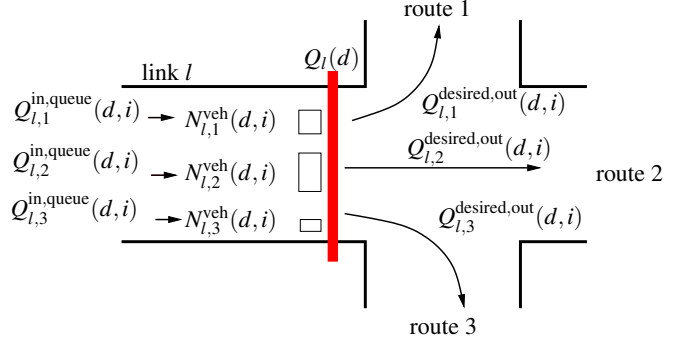 route 1
Q_l(d)
link l
Q_{l,1}^{in,queue}(d,i)
N_{l,1}^{veh}(d,i)
Q_{l,1}^{desired,out}(d,i)
Q_{l,2}^{in,queue}(d,i)
N_{l,2}^{veh}(d,i)
Q_{l,2}^{desired,out}(d,i)
route 2
Q_{l,3}^{in,queue}(d,i)
N_{l,3}^{veh}(d,i)
Q_{l,3}^{desired,out}(d,i)
route 3